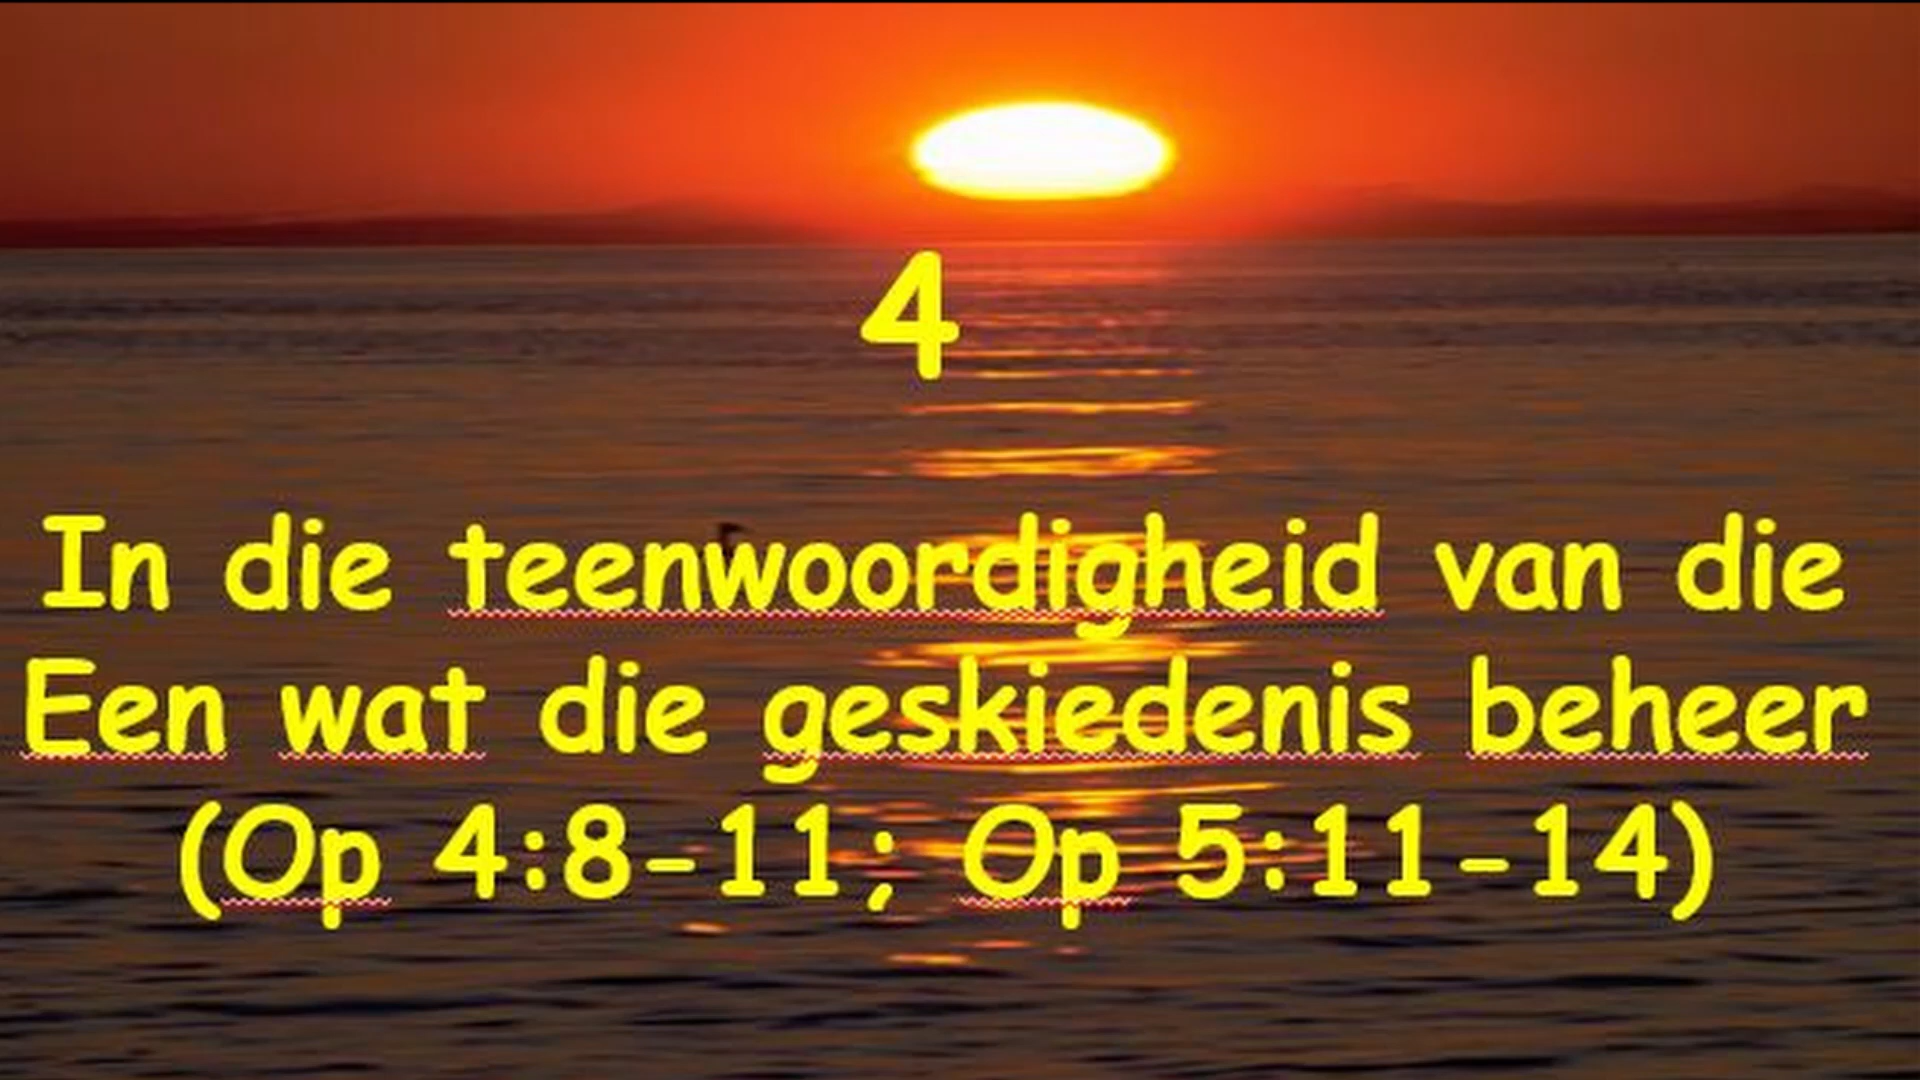 4
In die teenwoordigheid van die
Een wat die geskiedenis beheer
(Op 4:8-11; Op 5:11-14)